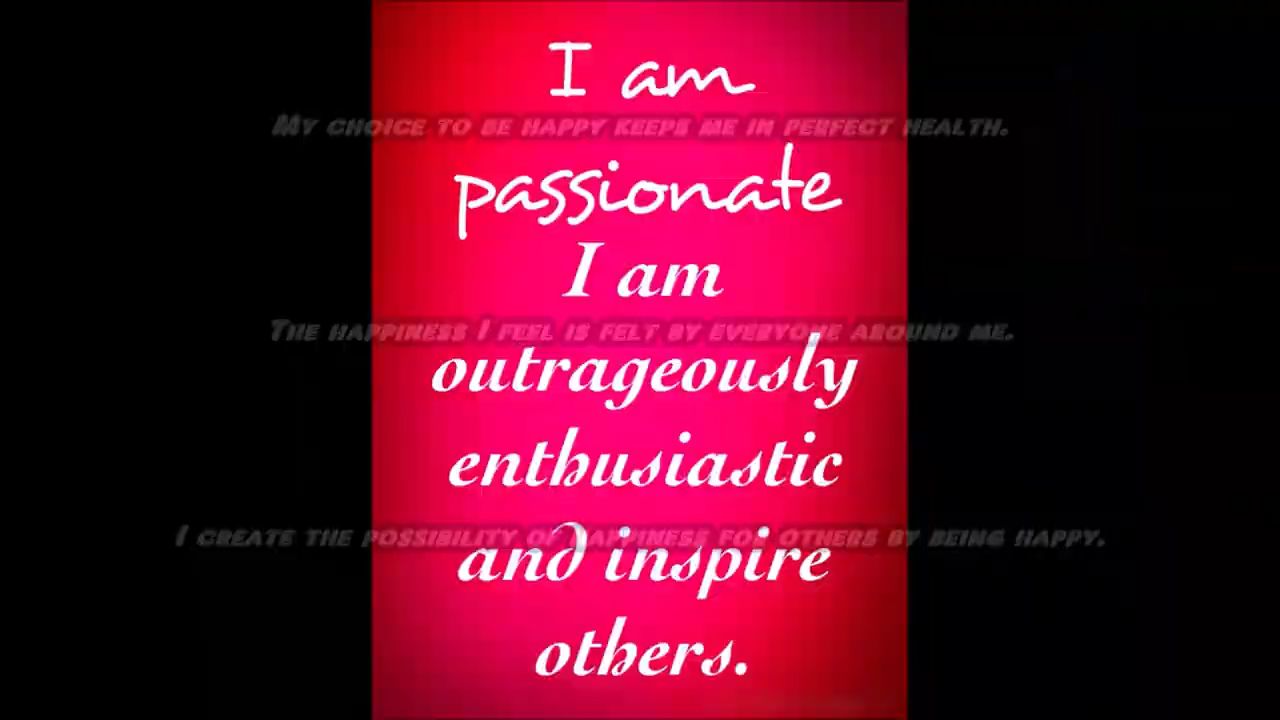 I am
My choice to be happy keeps me in perfect health.
passionate
I am
The happiness I feel is felt by everyone around me.
outrageously
enthusiastic
I create the possibility of happiness for others by being happy.
and inspire
others.